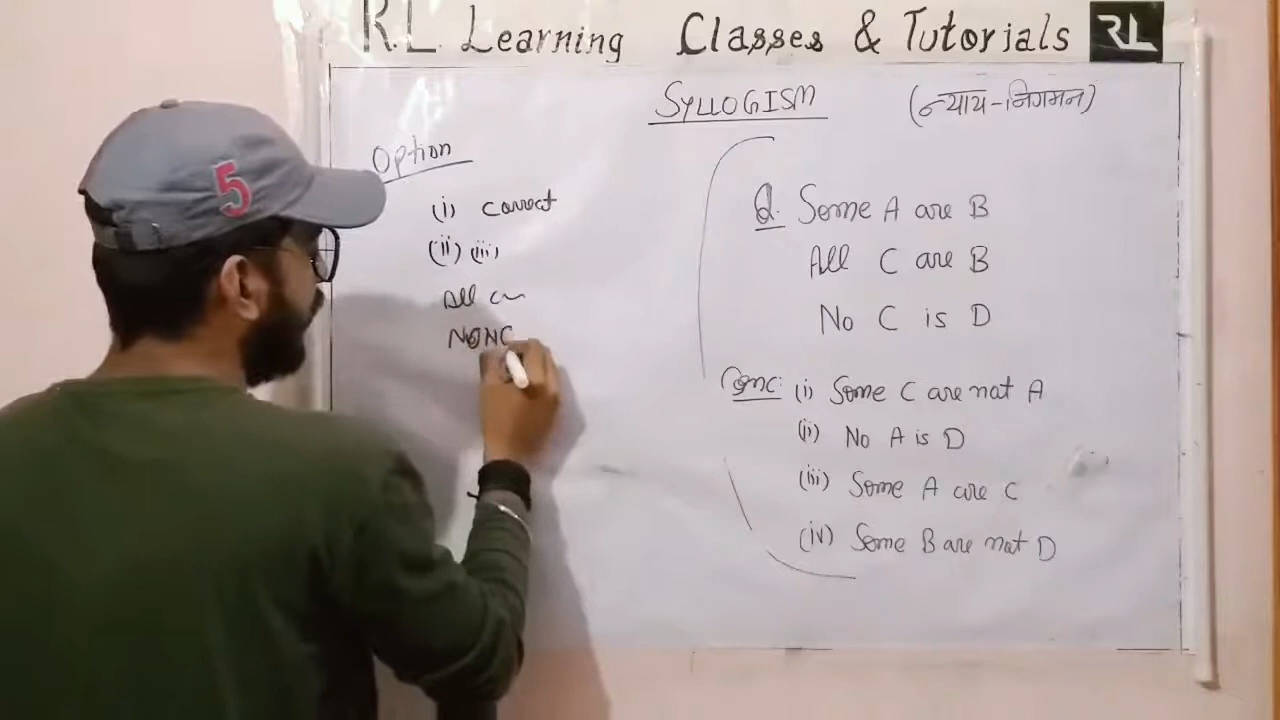 R.L. Learning Classes & Tutorials RL
SYLLOGISM (न्याय-निगमन)
Option
(i) correct
(ii) (iii)
All
NONE
Q. Some A are B
All C are B
No C is D
Conc: (i) Some C are not A
(ii) No A is D
(iii) Some A are C
(iv) Some B are not D
5